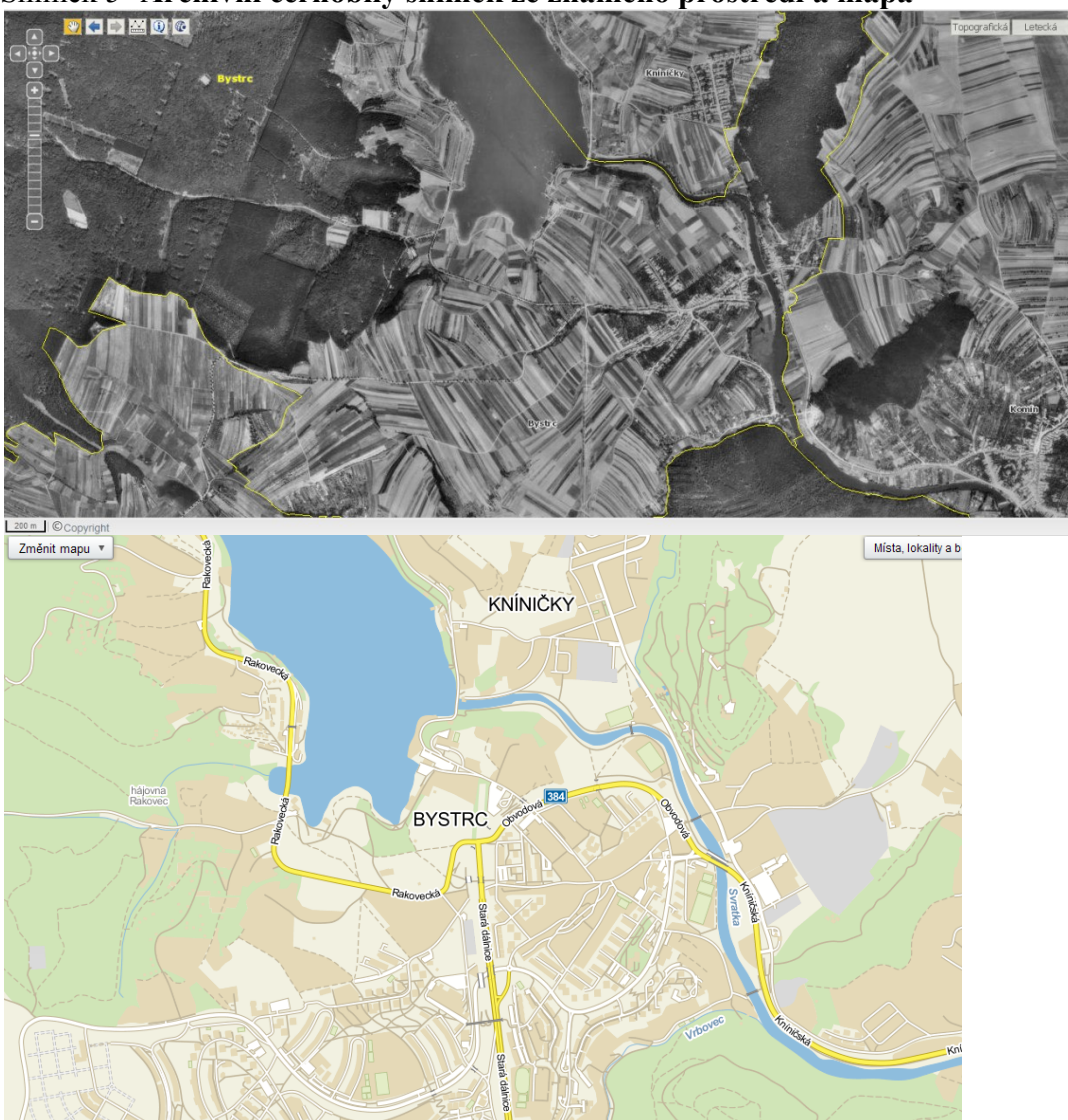 Snímek 3 Archivní černobílý snímek ze známého prostředí a mapa
Topografická Letecká
Bystrc
Kníničky
Bystrc
Komín
200 m ©Copyright
Změnit mapu
Místa, lokality a b
Rakovecká
KNÍNIČKY
Rakovecká
hájovna
Rakovec
Rakovecká
BYSTRC
Obvodová
384
Obvodová
Rakovecká
Kníničská
Svratka
Stará dálnice
Vrbovec
Kníničská
Kní
Stará dálnice